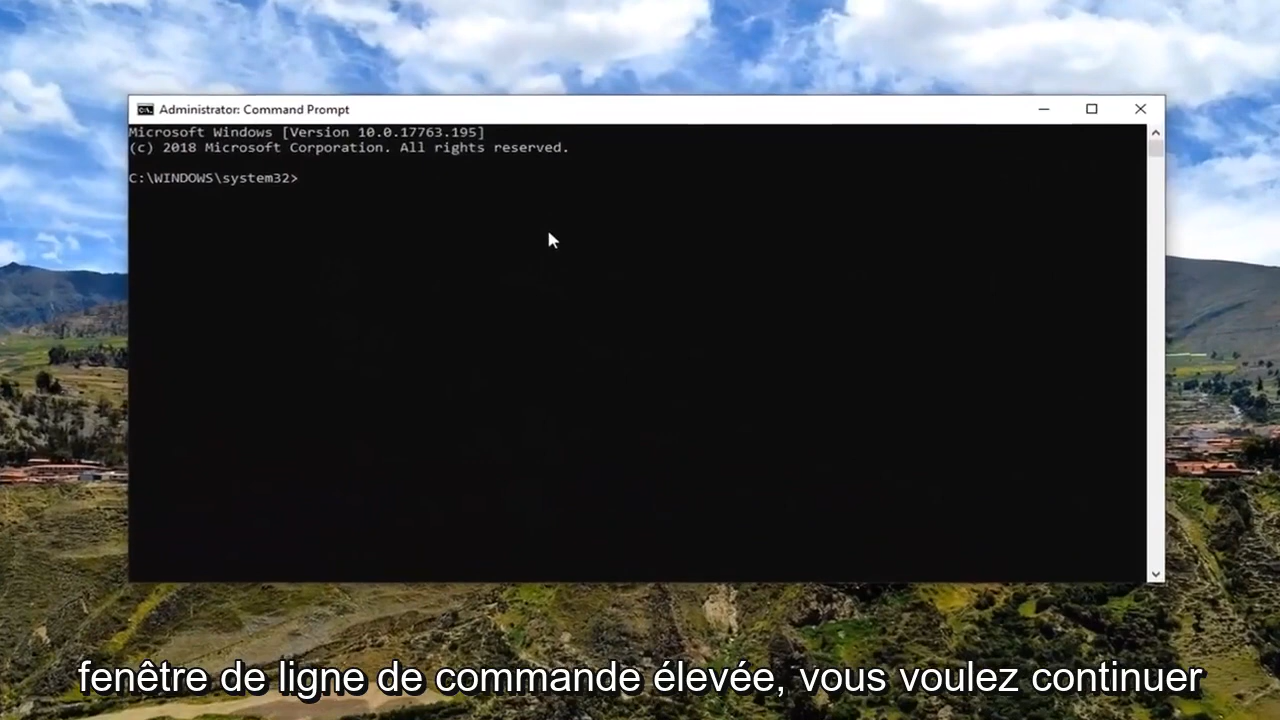 Administrator: Command Prompt
Microsoft Windows [Version 10.0.17763.195]
(c) 2018 Microsoft Corporation. All rights reserved.
C:\WINDOWS\system32>
fenêtre de ligne de commande élevée, vous voulez continuer